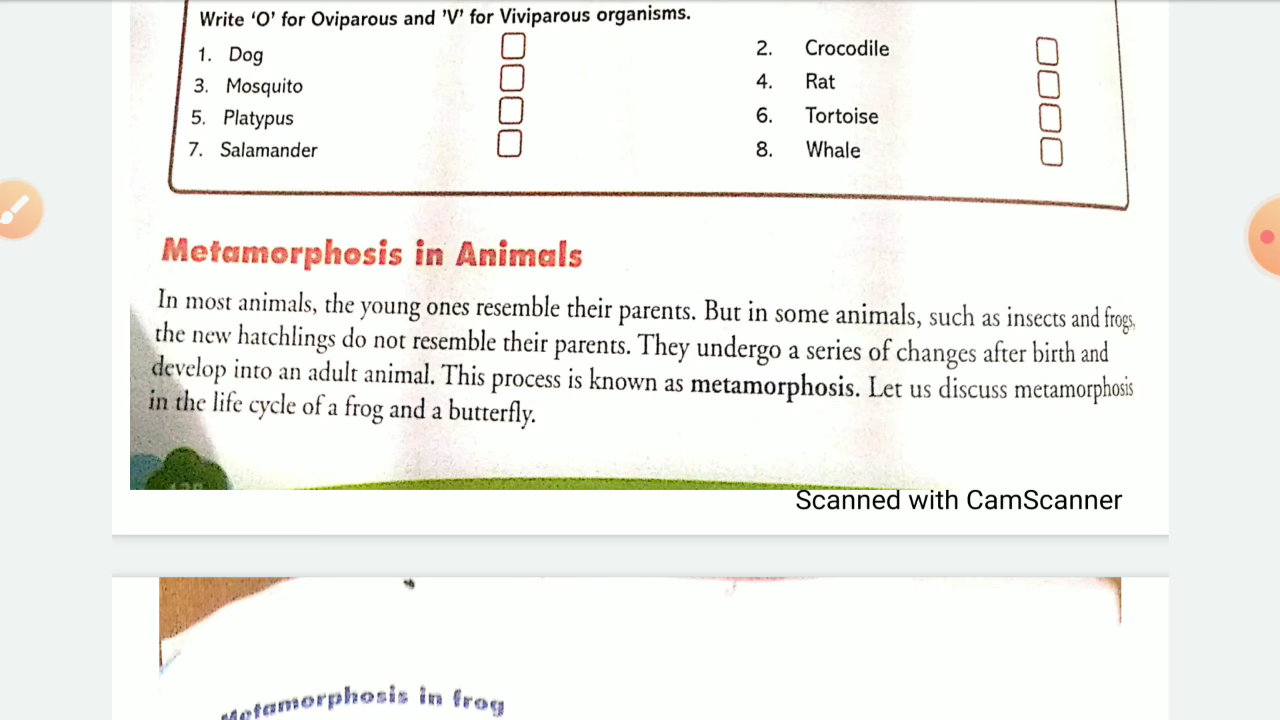 Write 'O' for Oviparous and 'V' for Viviparous organisms.
1. Dog
2. Crocodile
3. Mosquito
4. Rat
5. Platypus
6. Tortoise
7. Salamander
8. Whale
Metamorphosis in Animals
In most animals, the young ones resemble their parents. But in some animals, such as insects and frogs,
the new hatchlings do not resemble their parents. They undergo a series of changes after birth and
develop into an adult animal. This process is known as metamorphosis. Let us discuss metamorphosis
in the life cycle of a frog and a butterfly.
Scanned with CamScanner
Metamorphosis in frog